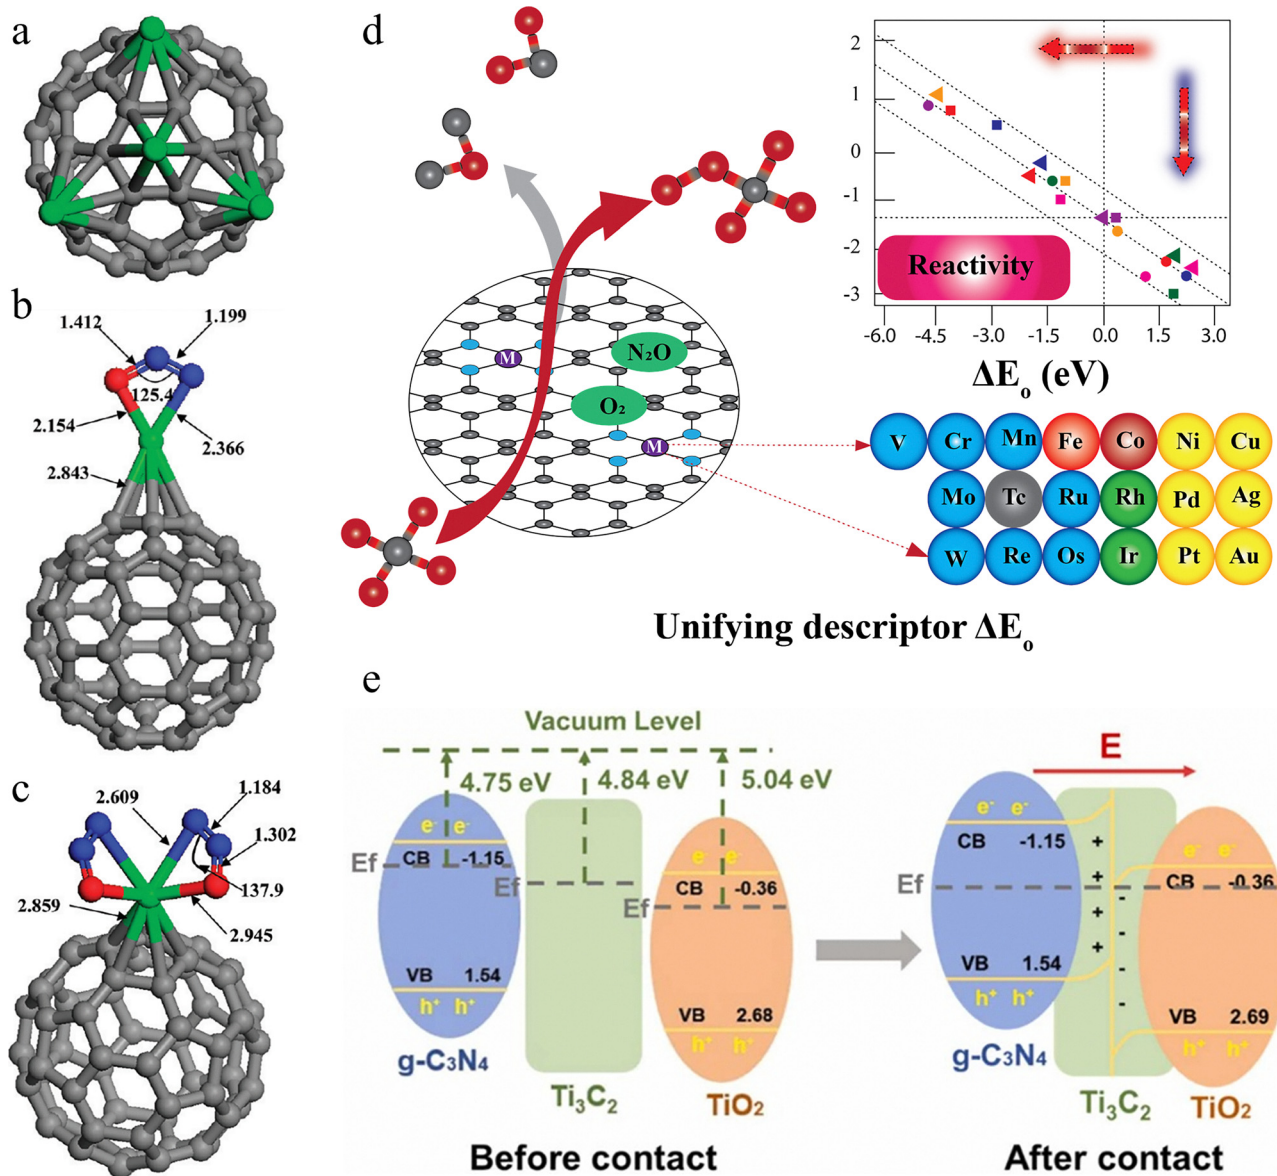 a
b
1.412
1.199
125.4
2.154
2.366
2.843
c
2.609
1.184
1.302
137.9
2.859
2.945
d
M
N₂O
O₂
M
2
1
0
-1
-2
-3
Reactivity
-6.0 -4.5 -3.0 -1.5 0.0 1.5 3.0
ΔEₒ (eV)
V Cr Mn Fe Co Ni Cu
Mo Tc Ru Rh Pd Ag
W Re Os Ir Pt Au
Unifying descriptor ΔEₒ
e
Vacuum Level
4.75 eV 4.84 eV 5.04 eV
e⁻ e⁻
CB -1.15
Ef
VB 1.54
h⁺ h⁺
g-C₃N₄
Ef
Ti₃C₂
e⁻ e⁻
CB -0.36
Ef
VB 2.68
h⁺ h⁺
TiO₂
Before contact
E
e⁻ e⁻
CB -1.15
Ef
VB 1.54
h⁺ h⁺
g-C₃N₄
+
+
+
+
-
-
-
-
Ti₃C₂
e⁻ e⁻
CB -0.36
VB 2.69
h⁺ h⁺
TiO₂
After contact